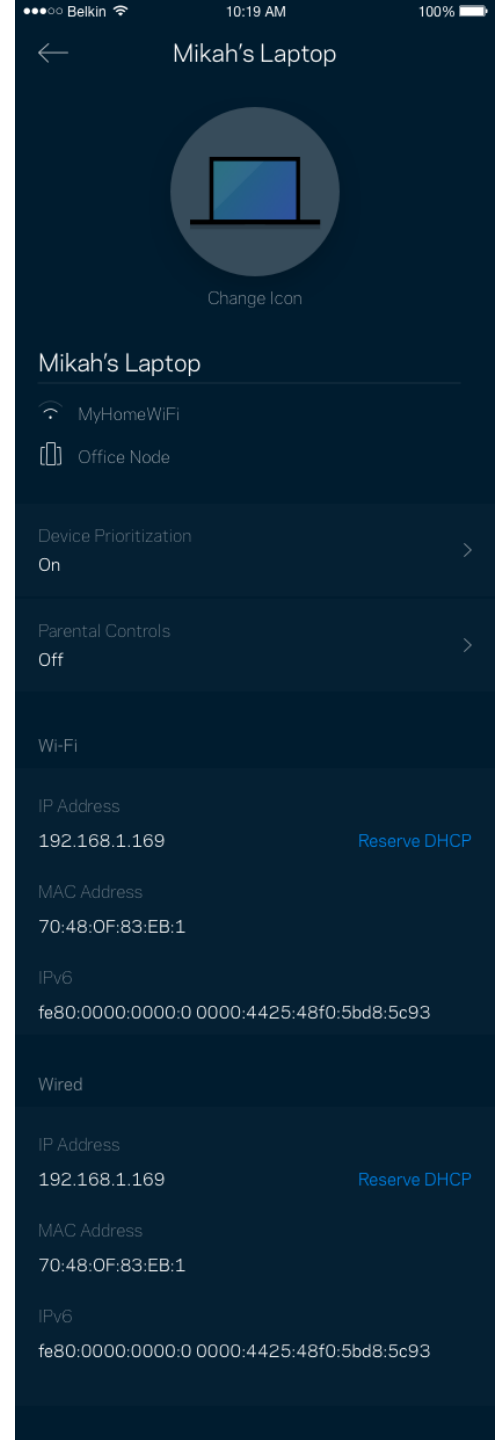 Belkin 10:19 AM 100%
Mikah's Laptop
Change Icon
Mikah's Laptop
MyHomeWiFi
Office Node
Device Prioritization
On
Parental Controls
Off
Wi-Fi
IP Address
192.168.1.169 Reserve DHCP
MAC Address
70:48:0F:83:EB:1
IPv6
fe80:0000:0000:0 0000:4425:48f0:5bd8:5c93
Wired
IP Address
192.168.1.169 Reserve DHCP
MAC Address
70:48:0F:83:EB:1
IPv6
fe80:0000:0000:0 0000:4425:48f0:5bd8:5c93